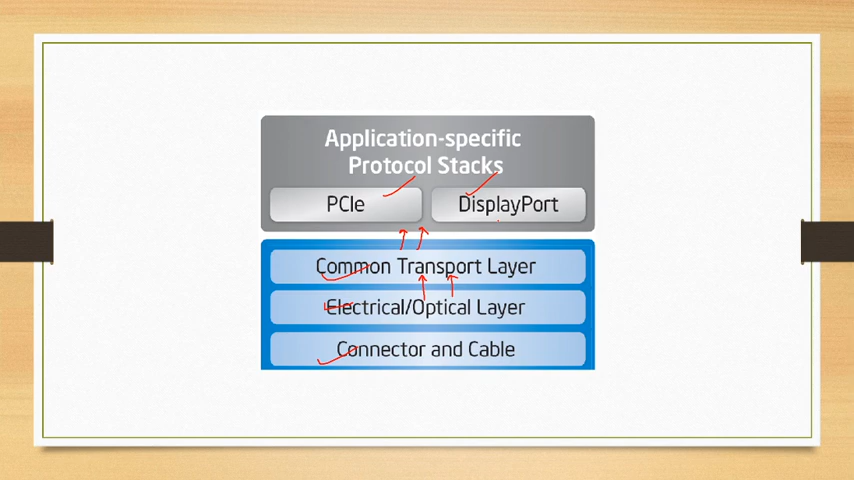 Application-specific
Protocol Stacks
PCIe
DisplayPort
Common Transport Layer
Electrical/Optical Layer
Connector and Cable